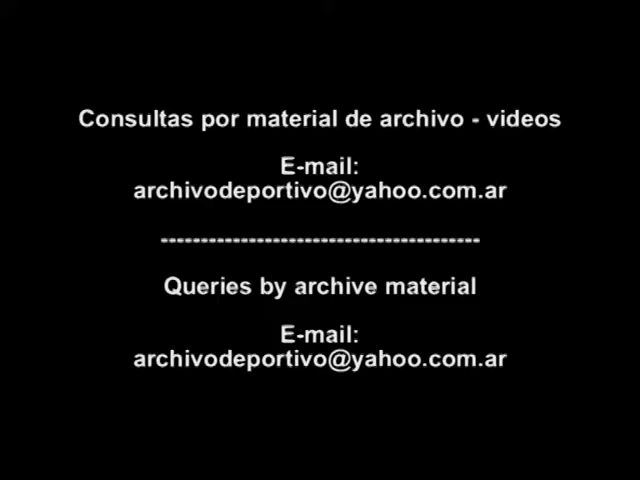 Consultas por material de archivo - videos
E-mail:
archivodeportivo@yahoo.com.ar
----------------------------------------
Queries by archive material
E-mail:
archivodeportivo@yahoo.com.ar